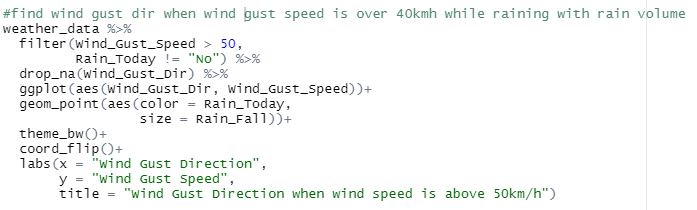 #find wind gust dir when wind gust speed is over 40kmh while raining with rain volume
weather_data %>%
  filter(Wind_Gust_Speed > 50,
         Rain_Today != "No") %>%
  drop_na(Wind_Gust_Dir) %>%
  ggplot(aes(Wind_Gust_Dir, Wind_Gust_Speed))+
  geom_point(aes(color = Rain_Today,
                 size = Rain_Fall))+
  theme_bw()+
  coord_flip()+
  labs(x = "Wind Gust Direction",
       y = "Wind Gust Speed",
       title = "Wind Gust Direction when wind speed is above 50km/h")